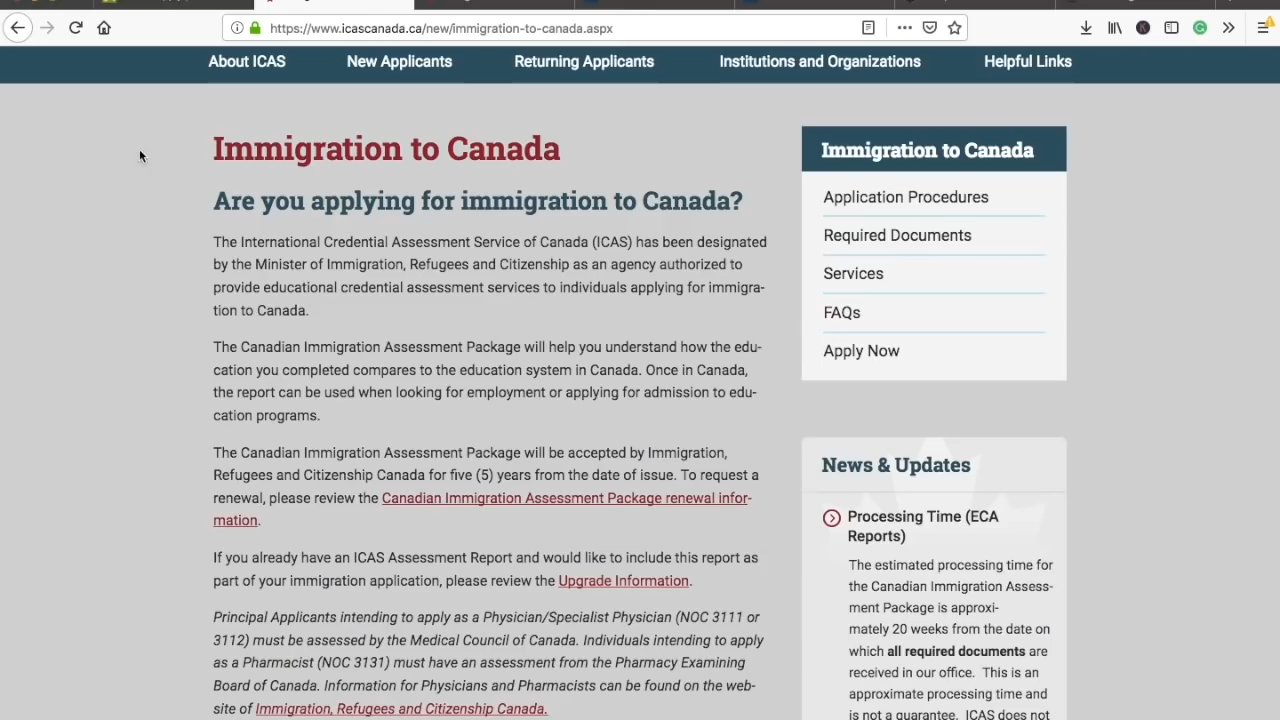 https://www.icascanada.ca/new/immigration-to-canada.aspx
About ICAS New Applicants Returning Applicants Institutions and Organizations Helpful Links
Immigration to Canada
Are you applying for immigration to Canada?
The International Credential Assessment Service of Canada (ICAS) has been designated
by the Minister of Immigration, Refugees and Citizenship as an agency authorized to
provide educational credential assessment services to individuals applying for immigra-
tion to Canada.
The Canadian Immigration Assessment Package will help you understand how the edu-
cation you completed compares to the education system in Canada. Once in Canada,
the report can be used when looking for employment or applying for admission to edu-
cation programs.
The Canadian Immigration Assessment Package will be accepted by Immigration,
Refugees and Citizenship Canada for five (5) years from the date of issue. To request a
renewal, please review the Canadian Immigration Assessment Package renewal infor-
mation.
If you already have an ICAS Assessment Report and would like to include this report as
part of your immigration application, please review the Upgrade Information.
Principal Applicants intending to apply as a Physician/Specialist Physician (NOC 3111 or
3112) must be assessed by the Medical Council of Canada. Individuals intending to apply
as a Pharmacist (NOC 3131) must have an assessment from the Pharmacy Examining
Board of Canada. Information for Physicians and Pharmacists can be found on the web-
site of Immigration, Refugees and Citizenship Canada.
Immigration to Canada
Application Procedures
Required Documents
Services
FAQs
Apply Now
News & Updates
Processing Time (ECA
Reports)
The estimated processing time for
the Canadian Immigration Assess-
ment Package is approxi-
mately 20 weeks from the date on
which all required documents are
received in our office. This is an
approximate processing time and
is not a guarantee. ICAS does not